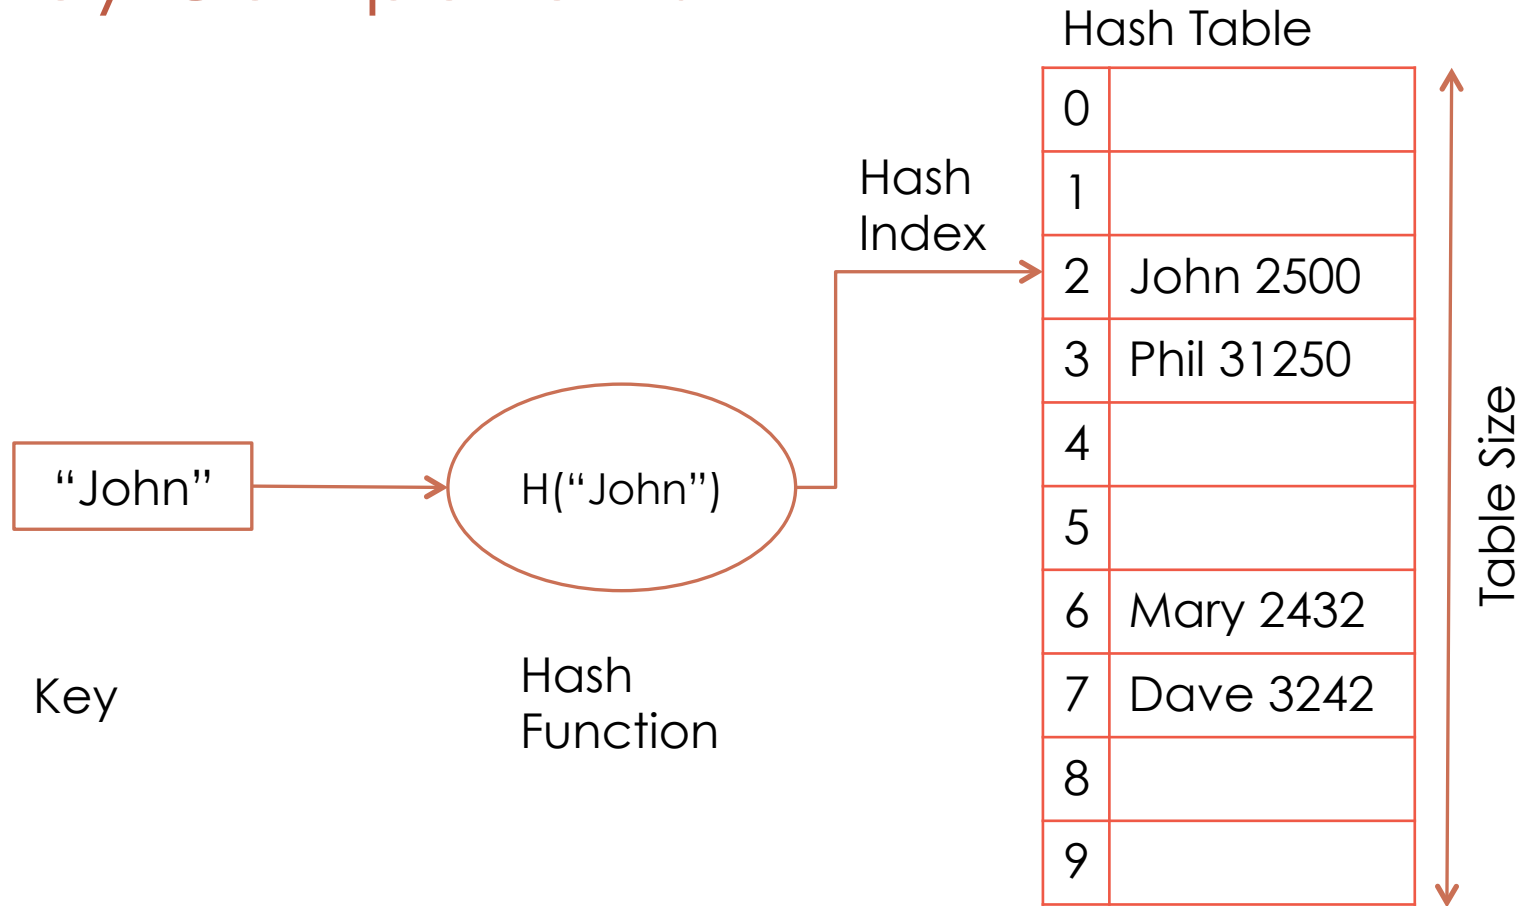 Hash Table
0
1
Hash
Index
2 John 2500
3 Phil 31250
4
"John"
H("John")
5
6 Mary 2432
7 Dave 3242
8
9
Table Size
Key
Hash
Function